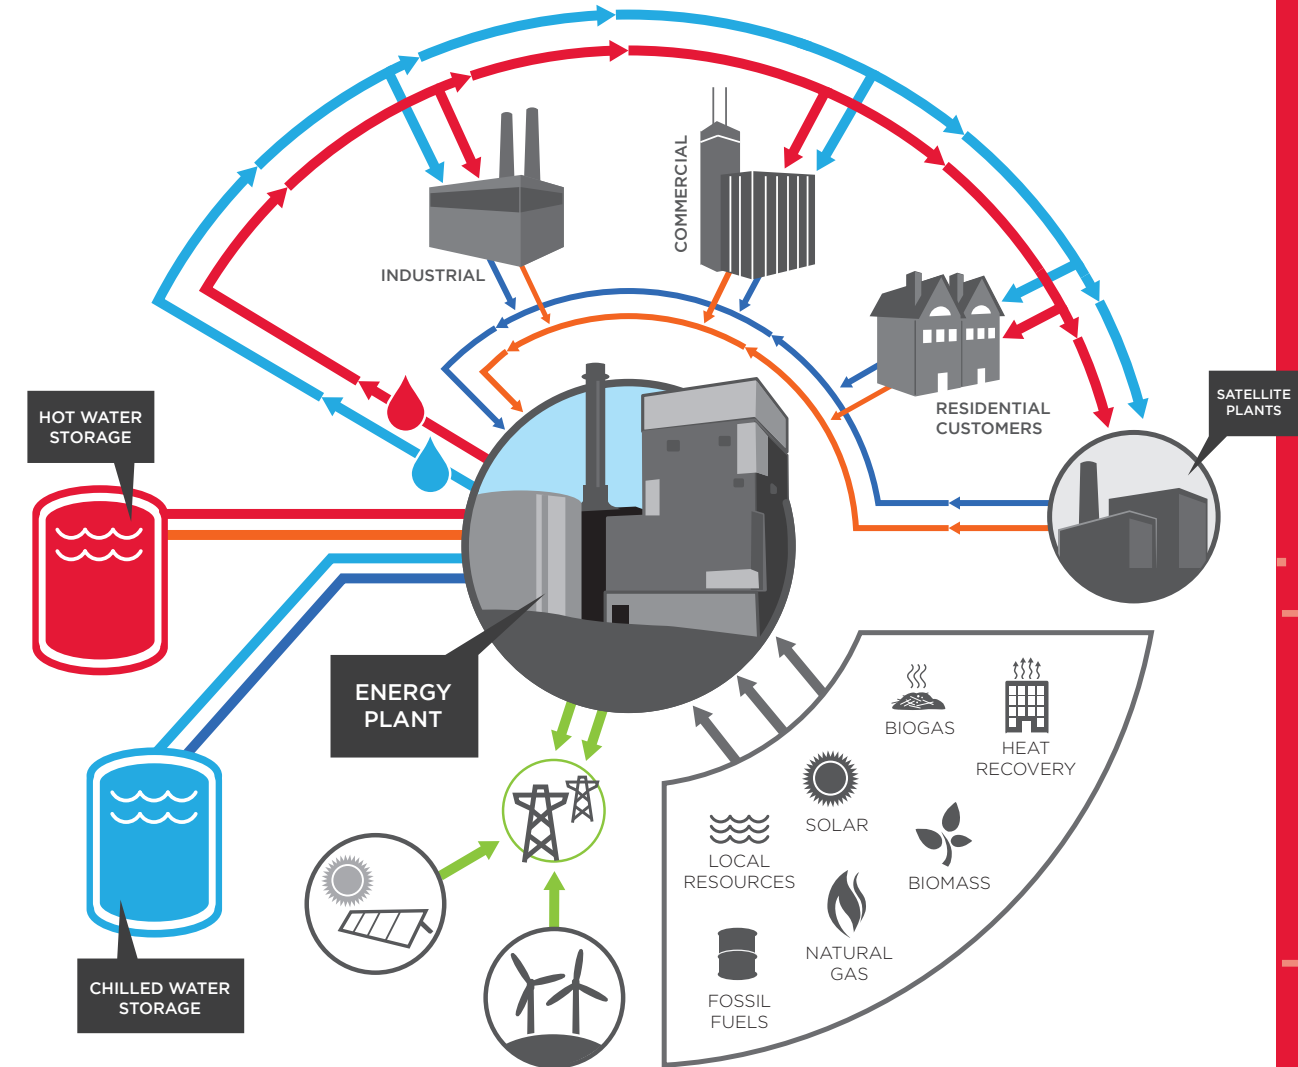 COMMERCIAL
INDUSTRIAL
RESIDENTIAL
CUSTOMERS
SATELLITE
PLANTS
HOT WATER
STORAGE
ENERGY
PLANT
BIOGAS
HEAT
RECOVERY
SOLAR
LOCAL
RESOURCES
BIOMASS
NATURAL
GAS
FOSSIL
FUELS
CHILLED WATER
STORAGE